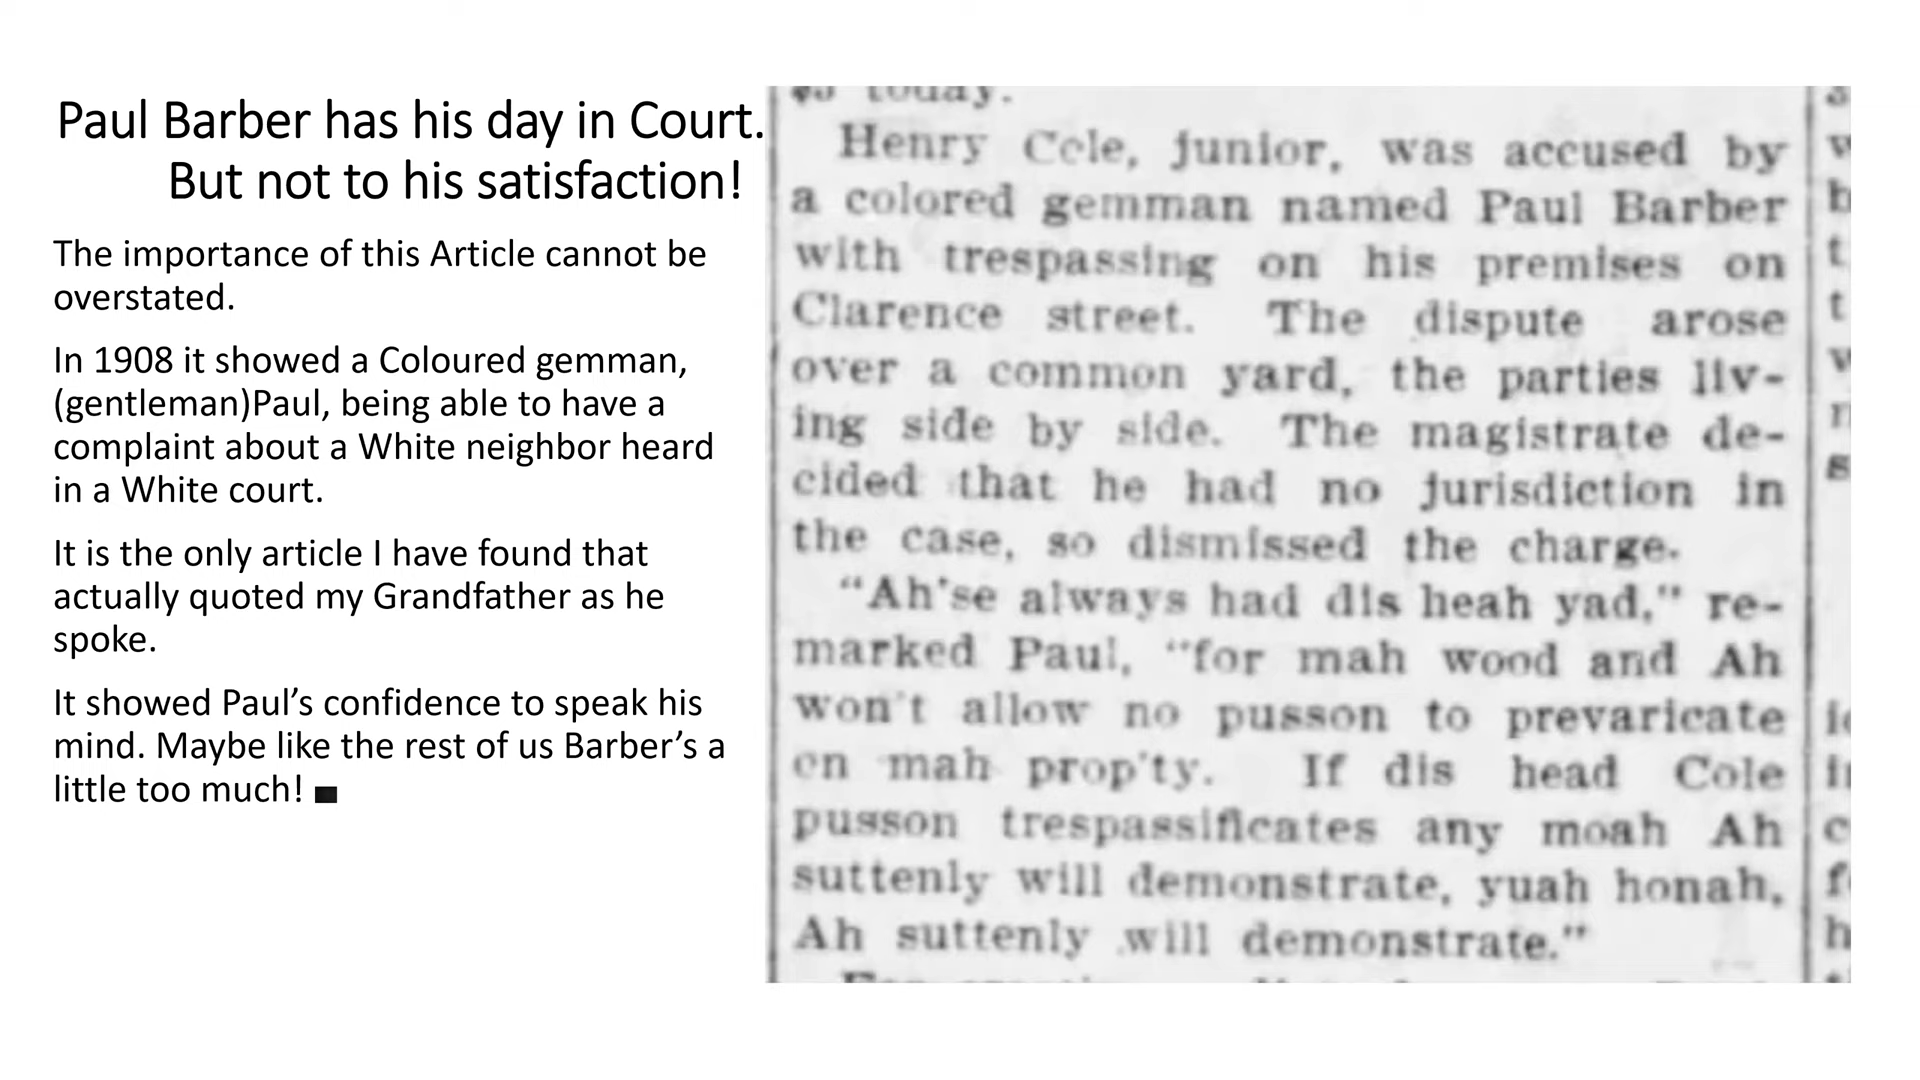 Paul Barber has his day in Court.
But not to his satisfaction!
The importance of this Article cannot be
overstated.
In 1908 it showed a Coloured gemman,
(gentleman)Paul, being able to have a
complaint about a White neighbor heard
in a White court.
It is the only article I have found that
actually quoted my Grandfather as he
spoke.
It showed Paul’s confidence to speak his
mind. Maybe like the rest of us Barber’s a
little too much!
today.
Henry Cole, junior, was accused by
a colored gemman named Paul Barber
with trespassing on his premises on
Clarence street. The dispute arose
over a common yard, the parties liv-
ing side by side. The magistrate de-
cided that he had no jurisdiction in
the case, so dismissed the charge.
"Ah'se always had dis heah yad," re-
marked Paul, "for mah wood and Ah
won't allow no pusson to prevaricate
on mah prop'ty. If dis head Cole
pusson trespassificates any moah Ah
suttenly will demonstrate, yuah honah,
Ah suttenly will demonstrate."